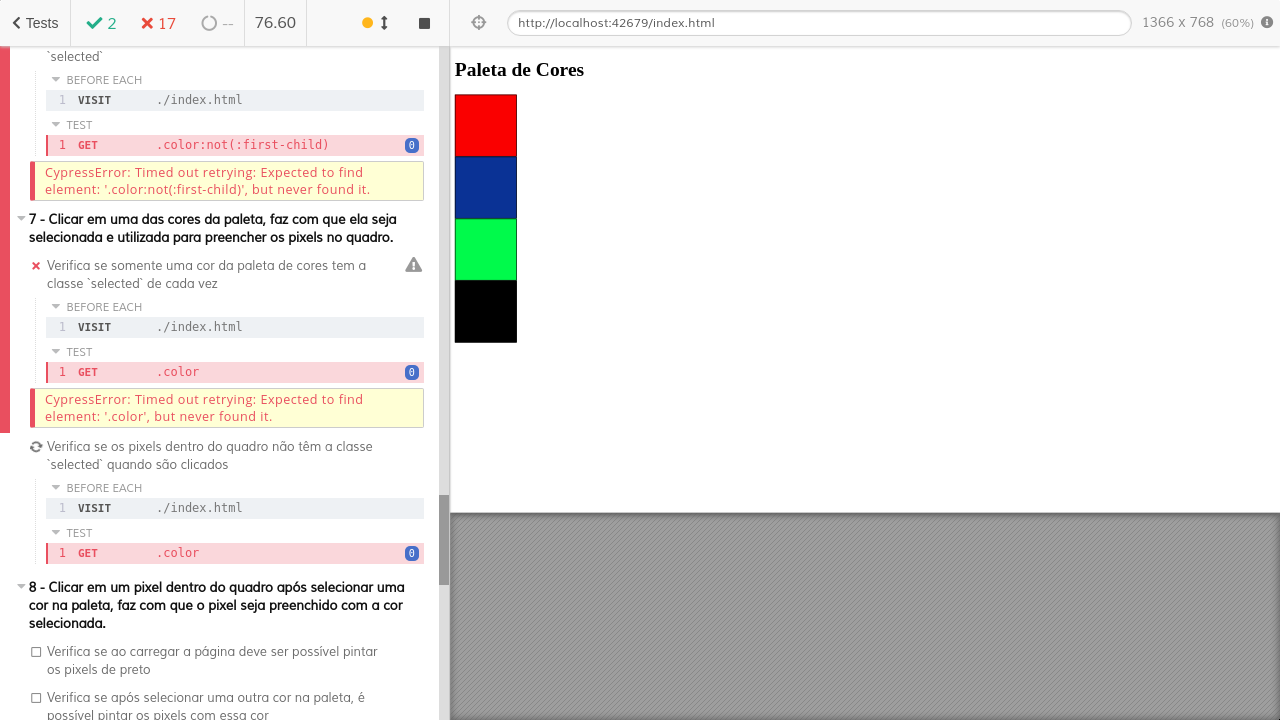 Tests 2 17 -- 76.60 http://localhost:42679/index.html 1366 x 768 (60%)
`selected`
BEFORE EACH
1 VISIT ./index.html
TEST
1 GET .color:not(:first-child) 0
CypressError: Timed out retrying: Expected to find
element: '.color:not(:first-child)', but never found it.
7 - Clicar em uma das cores da paleta, faz com que ela seja
selecionada e utilizada para preencher os pixels no quadro.
Verifica se somente uma cor da paleta de cores tem a
classe `selected` de cada vez
BEFORE EACH
1 VISIT ./index.html
TEST
1 GET .color 0
CypressError: Timed out retrying: Expected to find
element: '.color', but never found it.
Verifica se os pixels dentro do quadro não têm a classe
`selected` quando são clicados
BEFORE EACH
1 VISIT ./index.html
TEST
1 GET .color 0
8 - Clicar em um pixel dentro do quadro após selecionar uma
cor na paleta, faz com que o pixel seja preenchido com a cor
selecionada.
Verifica se ao carregar a página deve ser possível pintar
os pixels de preto
Verifica se após selecionar uma outra cor na paleta, é
possível pintar os pixels com essa cor
Paleta de Cores